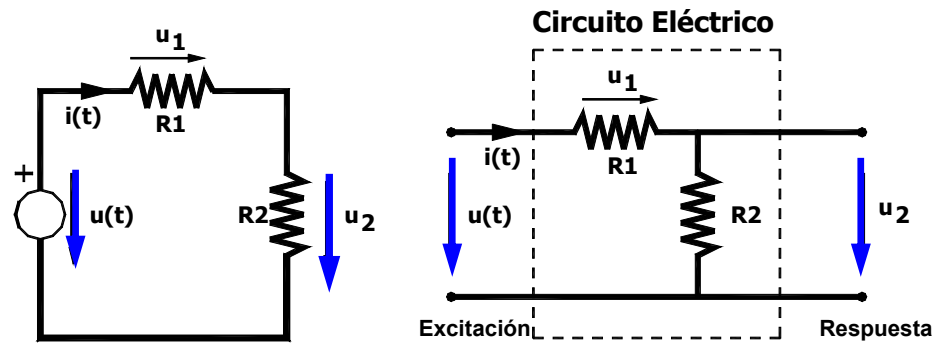 u1
i(t)
R1
+
u(t)
R2
u2
Circuito Eléctrico
u1
i(t)
R1
u(t)
R2
u2
Excitación
Respuesta